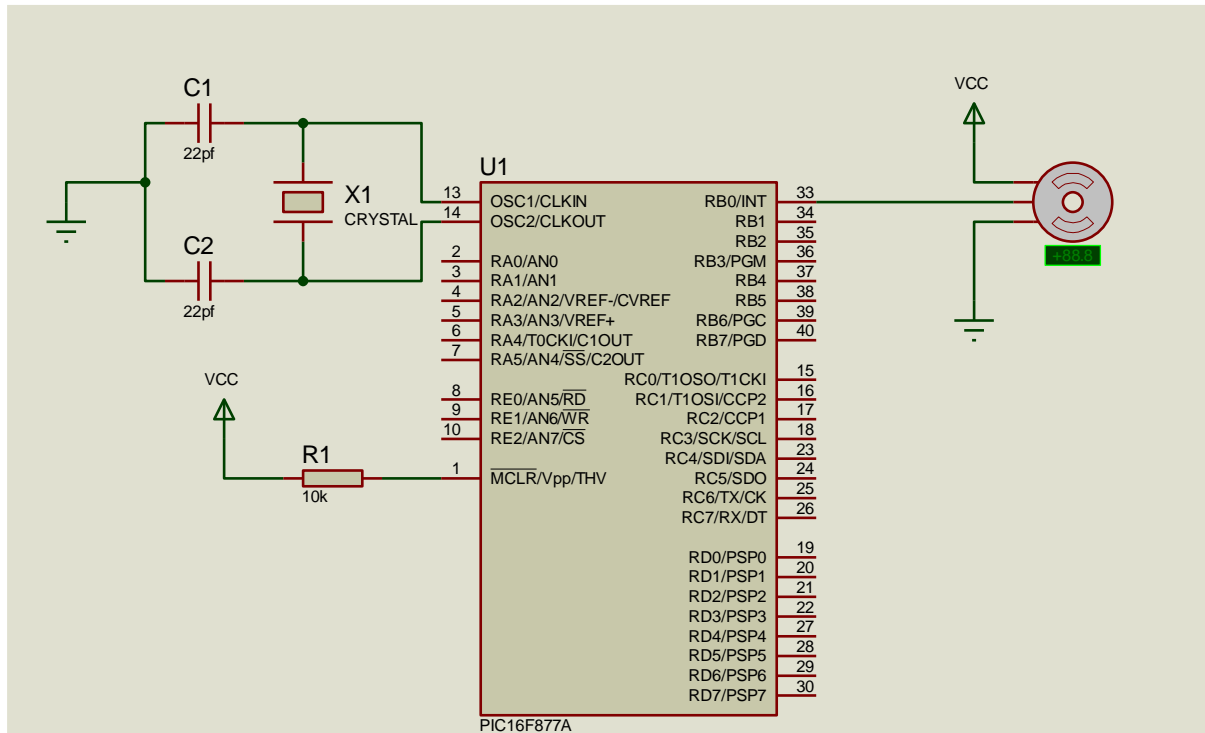 C1
22pf
X1
CRYSTAL
C2
22pf
VCC
R1
10k
U1
13 OSC1/CLKIN
14 OSC2/CLKOUT
2 RA0/AN0
3 RA1/AN1
4 RA2/AN2/VREF-/CVREF
5 RA3/AN3/VREF+
6 RA4/T0CKI/C1OUT
7 RA5/AN4/SS/C2OUT
8 RE0/AN5/RD
9 RE1/AN6/WR
10 RE2/AN7/CS
1 MCLR/Vpp/THV
RB0/INT 33
RB1 34
RB2 35
RB3/PGM 36
RB4 37
RB5 38
RB6/PGC 39
RB7/PGD 40
RC0/T1OSO/T1CKI 15
RC1/T1OSI/CCP2 16
RC2/CCP1 17
RC3/SCK/SCL 18
RC4/SDI/SDA 23
RC5/SDO 24
RC6/TX/CK 25
RC7/RX/DT 26
RD0/PSP0 19
RD1/PSP1 20
RD2/PSP2 21
RD3/PSP3 22
RD4/PSP4 27
RD5/PSP5 28
RD6/PSP6 29
RD7/PSP7 30
PIC16F877A
VCC
+88.8